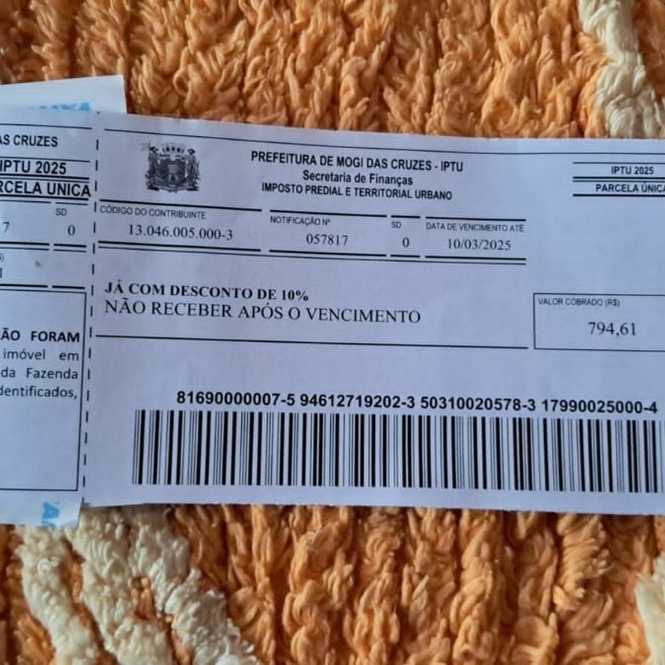 AS CRUZES
IPTU 2025
PARCELA ÚNICA
SD
7 0
ÃO FORAM
imóvel em
da Fazenda
dentificados,
PREFEITURA DE MOGI DAS CRUZES - IPTU
Secretaria de Finanças
IMPOSTO PREDIAL E TERRITORIAL URBANO
IPTU 2025
PARCELA ÚNICA
CÓDIGO DO CONTRIBUINTE
13.046.005.000-3
NOTIFICAÇÃO Nº
057817
SD
0
DATA DE VENCIMENTO ATÉ
10/03/2025
JÁ COM DESCONTO DE 10%
NÃO RECEBER APÓS O VENCIMENTO
VALOR COBRADO (R$)
794,61
81690000007-5 94612719202-3 50310020578-3 17990025000-4